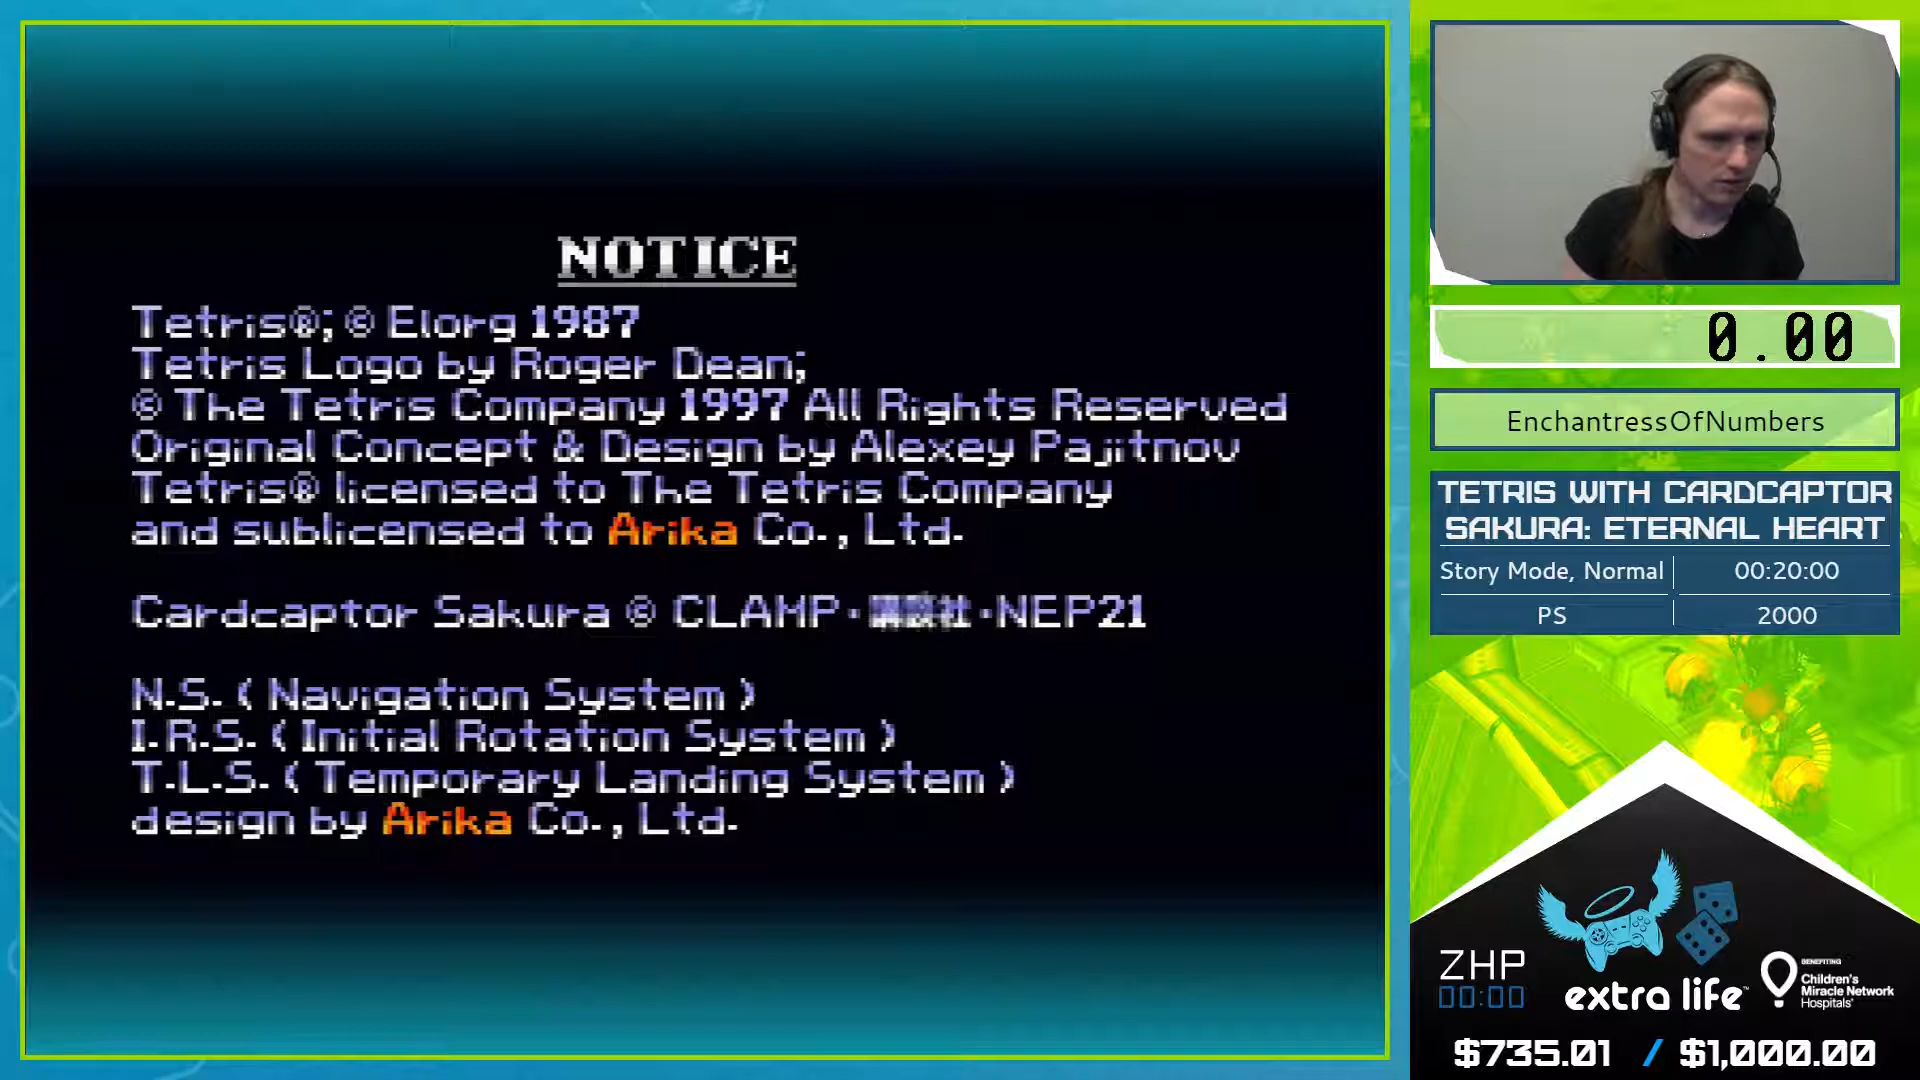 NOTICE
Tetris®; © Elorg 1987
Tetris Logo by Roger Dean;
© The Tetris Company 1997 All Rights Reserved
Original Concept & Design by Alexey Pajitnov
Tetris® licensed to The Tetris Company
and sublicensed to Arika Co., Ltd.
Cardcaptor Sakura © CLAMP・ ・NEP21
N.S. ( Navigation System )
I.R.S. ( Initial Rotation System )
T.L.S. ( Temporary Landing System )
design by Arika Co., Ltd.
0.00
EnchantressOfNumbers
TETRIS WITH CARDCAPTOR
SAKURA: ETERNAL HEART
Story Mode, Normal 00:20:00
PS 2000
ZHP
00:00
extra life™
BENEFITING
Children's
Miracle Network
Hospitals
$735.01 / $1,000.00